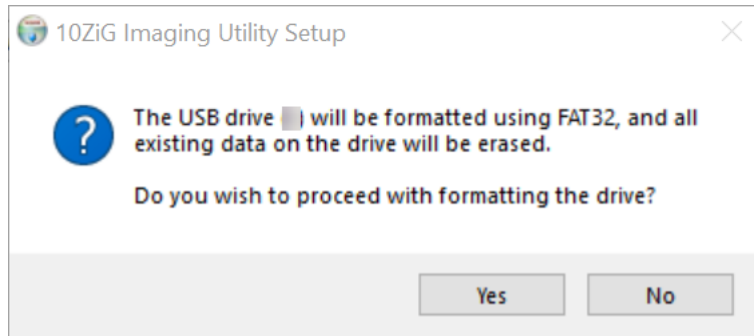 10ZiG Imaging Utility Setup
The USB drive ( ) will be formatted using FAT32, and all
existing data on the drive will be erased.
Do you wish to proceed with formatting the drive?
Yes
No